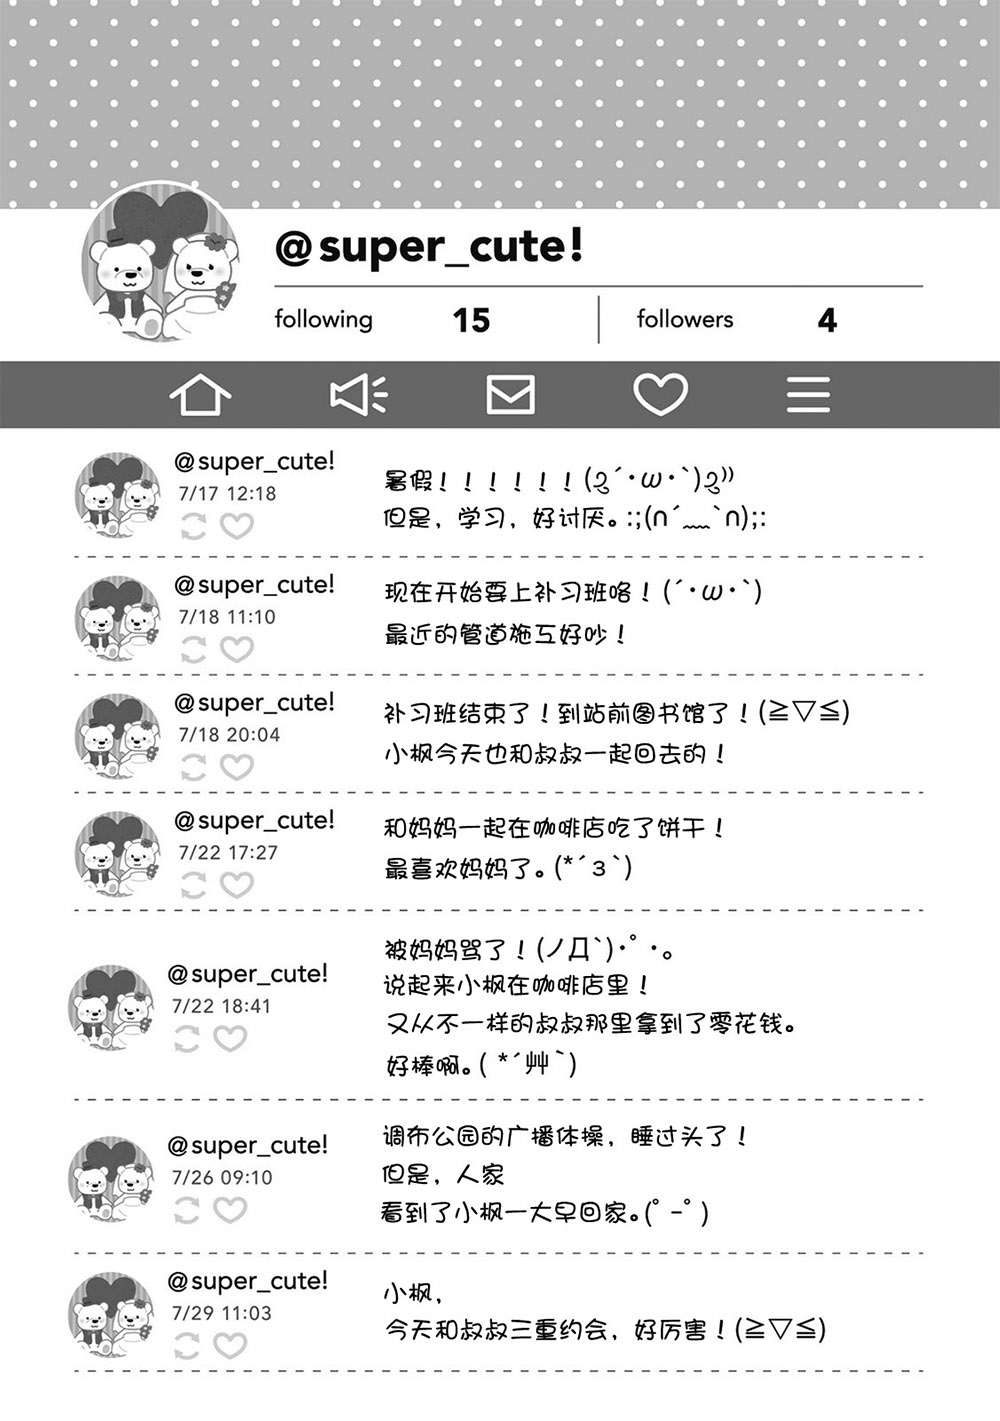 @super_cute!
following 15 followers 4
@super_cute!
7/17 12:18
暑假！！！！！！(૭´･ω･`)૭))
但是，学习，好讨厌。:;(∩´﹏`∩);:
@super_cute!
7/18 11:10
现在开始要上补习班咯！(´･ω･`)
最近的管道施工好吵！
@super_cute!
7/18 20:04
补习班结束了！到站前图书馆了！(≧▽≦)
小枫今天也和叔叔一起回去的！
@super_cute!
7/22 17:27
和妈妈一起在咖啡店吃了饼干！
最喜欢妈妈了。(*´з`)
@super_cute!
7/22 18:41
被妈妈骂了！(ノД`)･ﾟ･。
说起来小枫在咖啡店里！
又从不一样的叔叔那里拿到了零花钱。
好棒啊。( *´艸`)
@super_cute!
7/26 09:10
调布公园的广播体操，睡过头了！
但是，人家
看到了小枫一大早回家。(ﾟ-ﾟ)
@super_cute!
7/29 11:03
小枫，
今天和叔叔三重约会，好厉害！(≧▽≦)